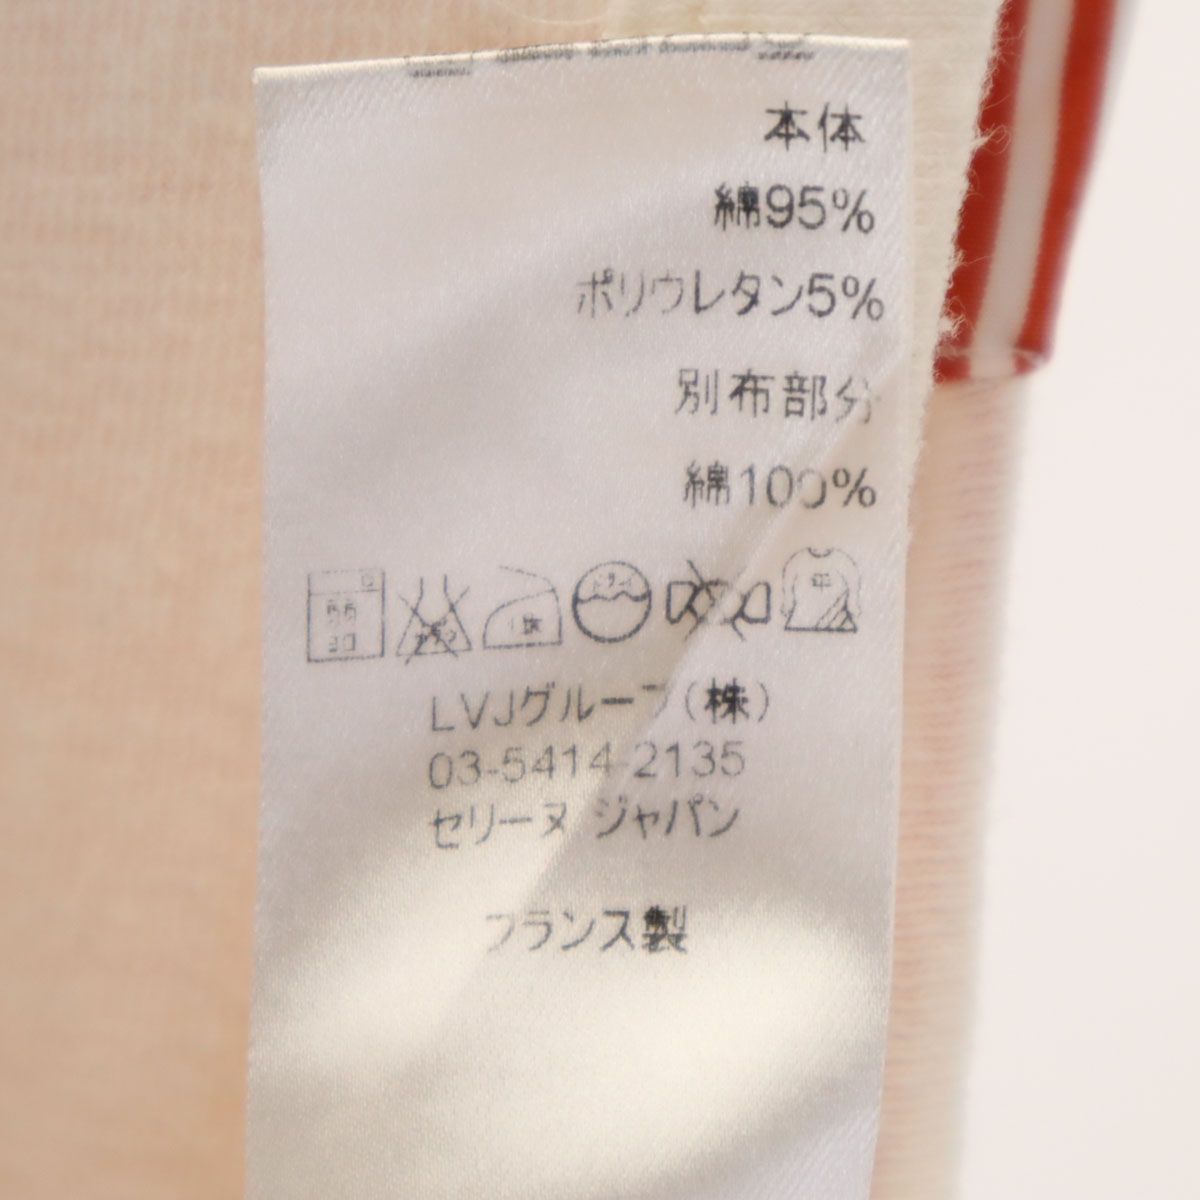 本体
綿95%
ポリウレタン5%
別布部分
綿100%
平
LVJグループ(株)
03-5414-2135
セリーヌ ジャパン
フランス製